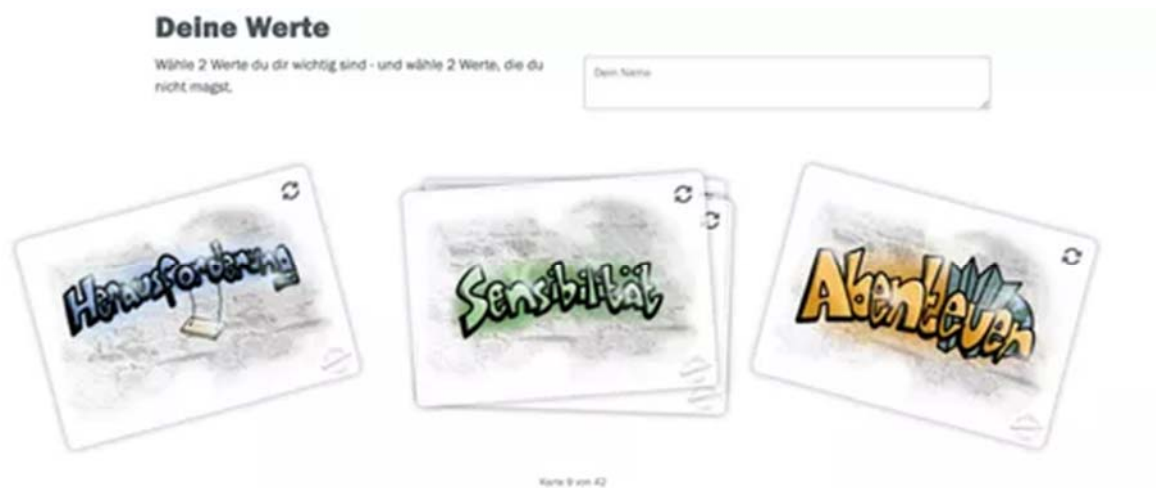 Deine Werte
Wähle 2 Werte du dir wichtig sind - und wähle 2 Werte, die du
nicht magst.
Dein Name
Herausforderung
Sensibilität
Abenteuer
Karte 9 von 42